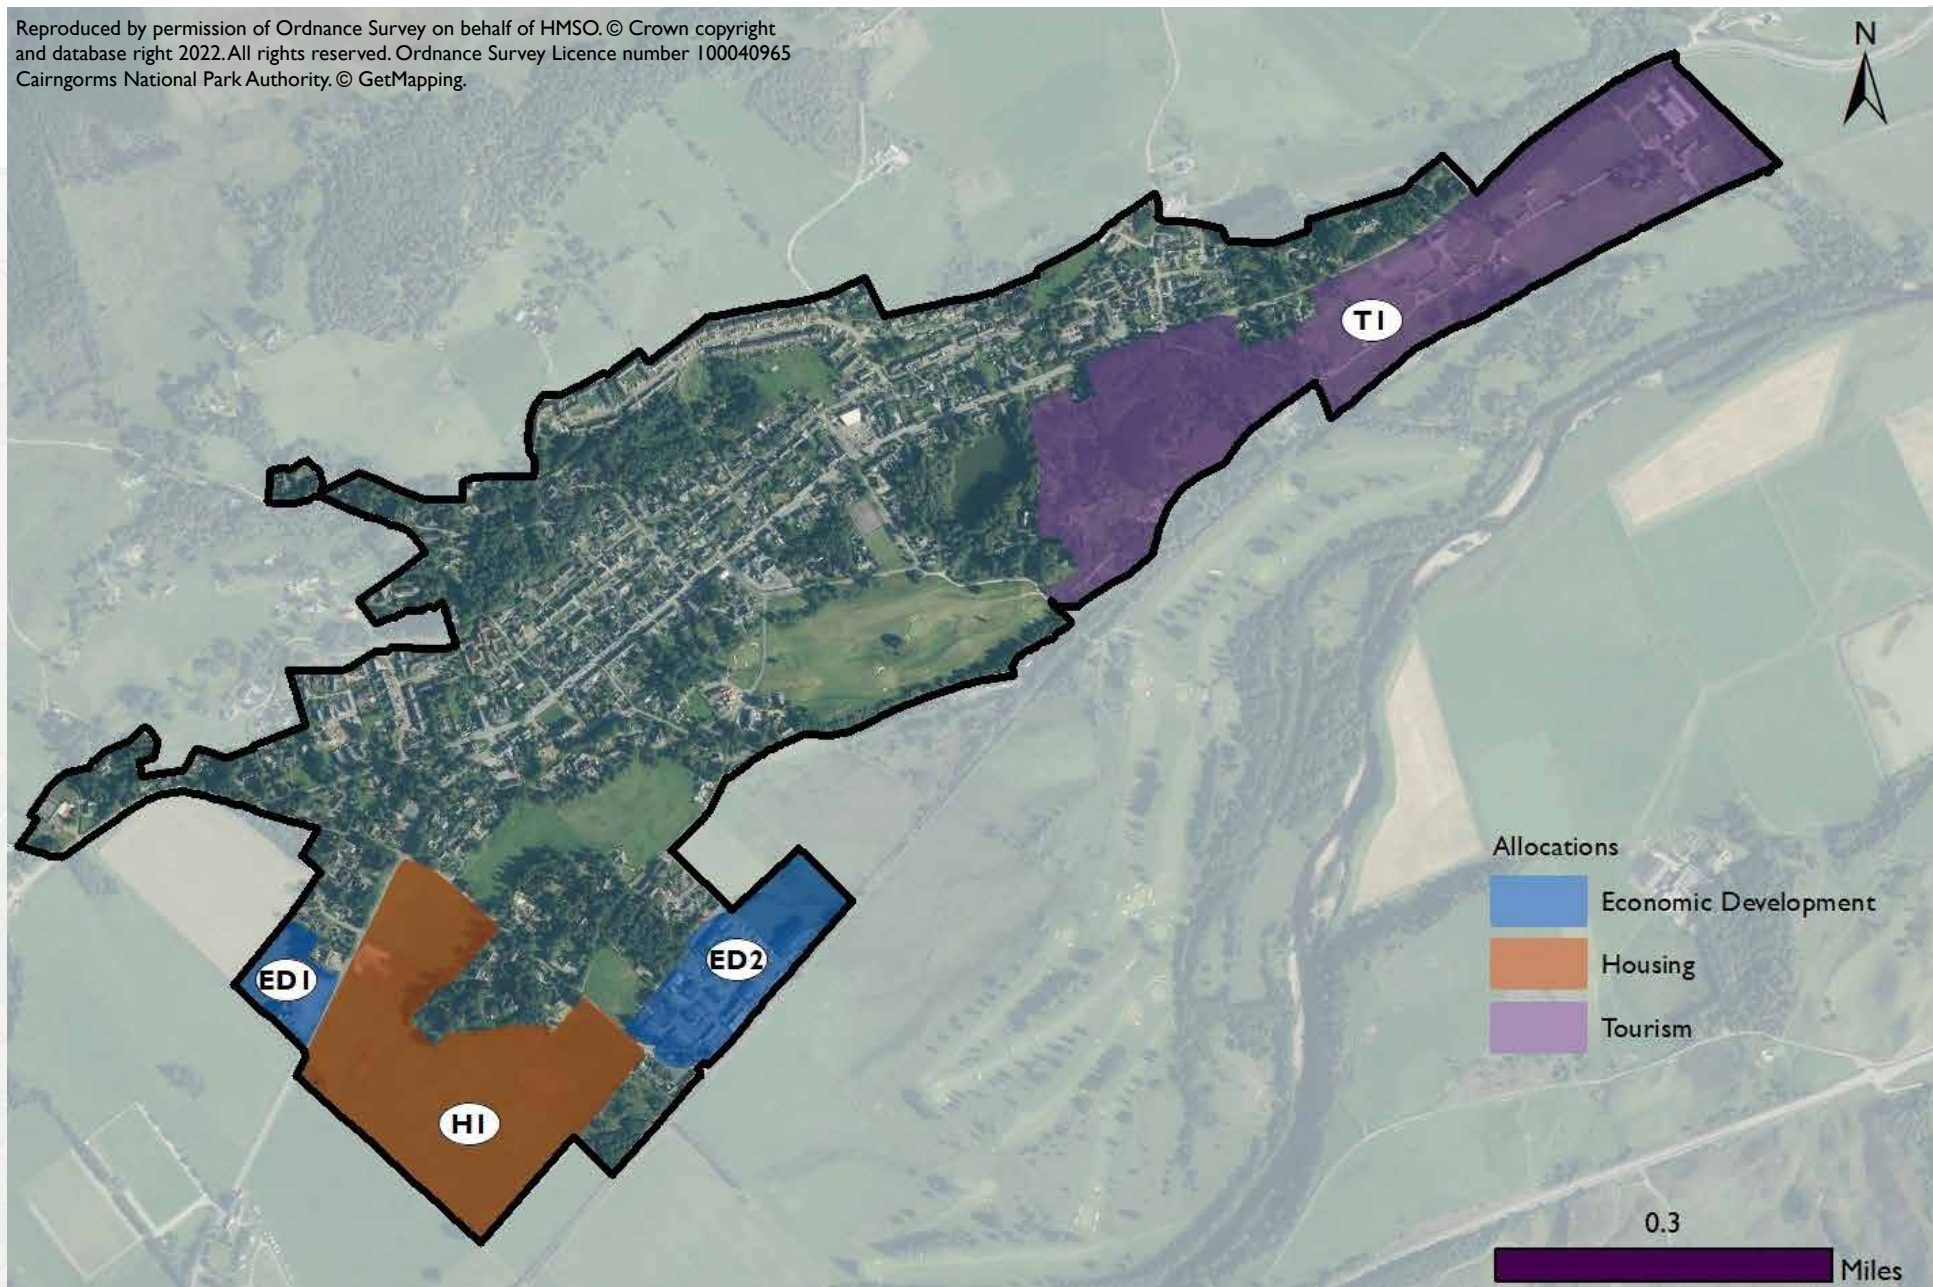 Reproduced by permission of Ordnance Survey on behalf of HMSO. © Crown copyright
and database right 2022. All rights reserved. Ordnance Survey Licence number 100040965
Cairngorms National Park Authority. © GetMapping.
N
T1
Allocations
Economic Development
Housing
Tourism
ED2
ED1
H1
0.3
Miles